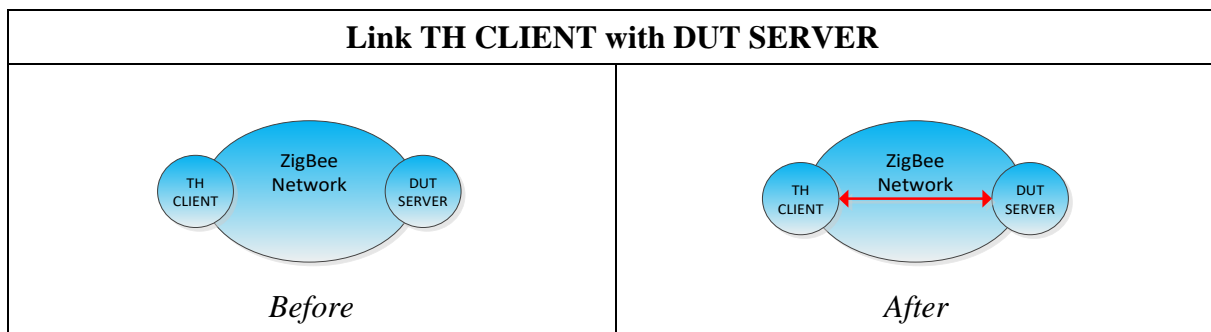 Link TH CLIENT with DUT SERVER
ZigBee
Network
TH
CLIENT
DUT
SERVER
Before
ZigBee
Network
TH
CLIENT
DUT
SERVER
After